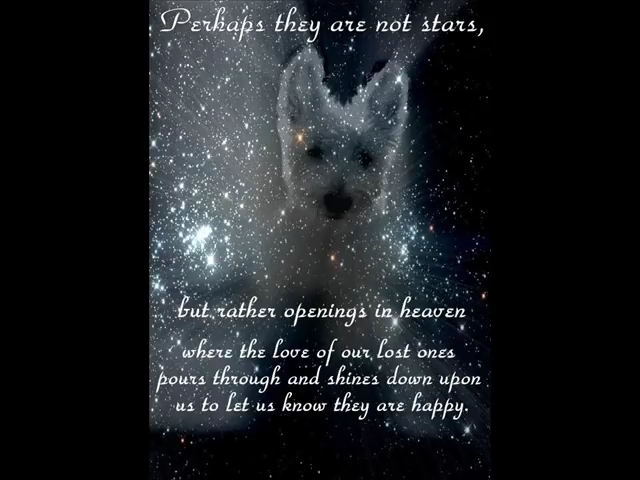 Perhaps they are not stars,
but rather openings in heaven
where the love of our lost ones
pours through and shines down upon
us to let us know they are happy.